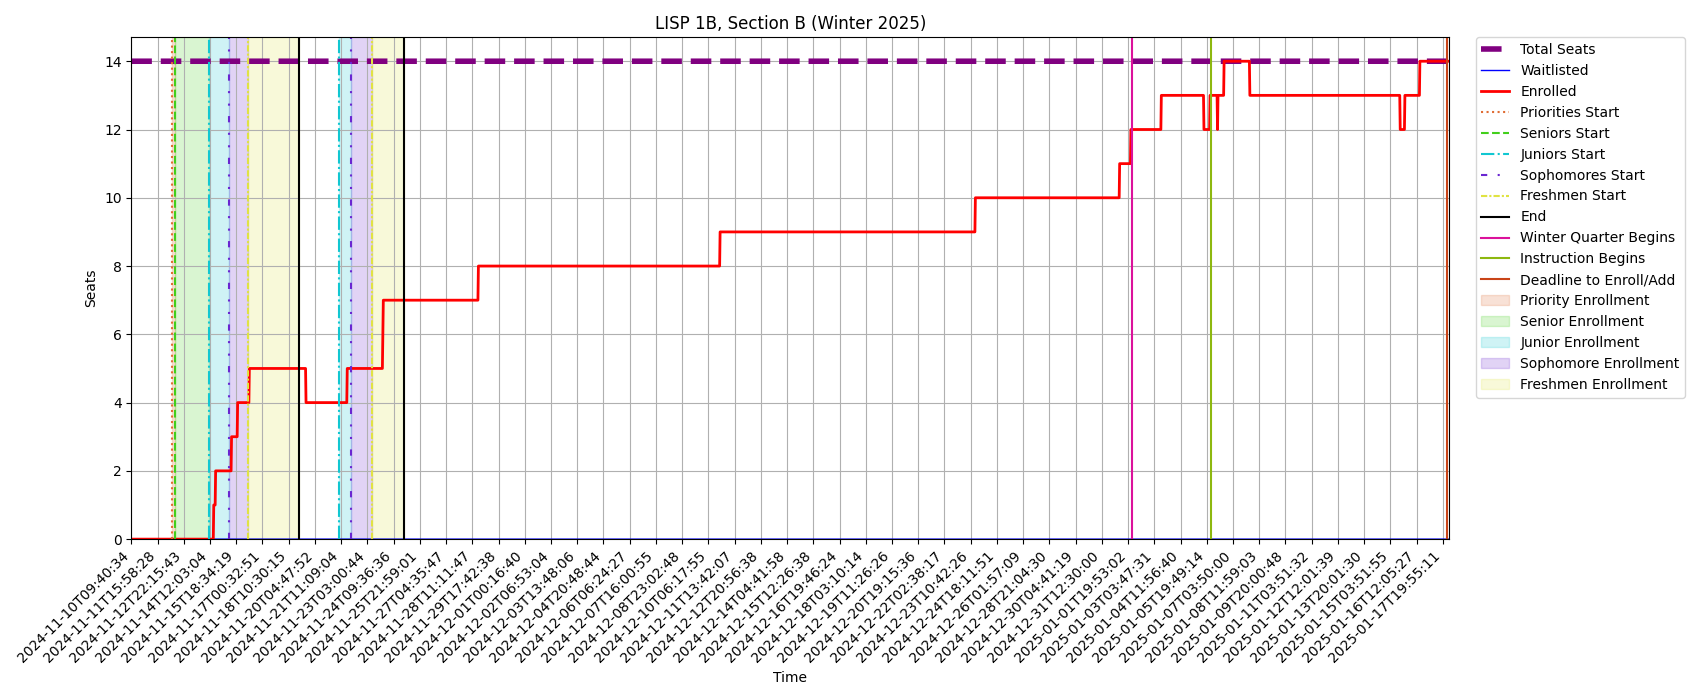 LISP 1B, Section B (Winter 2025)
Total Seats
Waitlisted
Enrolled
Priorities Start
Seniors Start
Juniors Start
Sophomores Start
Freshmen Start
End
Winter Quarter Begins
Instruction Begins
Deadline to Enroll/Add
Priority Enrollment
Senior Enrollment
Junior Enrollment
Sophomore Enrollment
Freshmen Enrollment
Seats
14
12
10
8
6
4
2
0
2024-11-10T09:40:34
2024-11-11T15:58:28
2024-11-12T22:15:43
2024-11-14T12:03:04
2024-11-15T18:34:19
2024-11-17T00:32:51
2024-11-18T10:30:15
2024-11-20T04:47:52
2024-11-21T11:09:04
2024-11-23T03:00:44
2024-11-24T09:36:36
2024-11-25T21:59:01
2024-11-27T04:35:47
2024-11-28T11:11:47
2024-11-29T17:42:38
2024-12-01T00:16:40
2024-12-02T06:53:04
2024-12-03T13:48:06
2024-12-04T20:48:44
2024-12-06T06:24:27
2024-12-07T16:00:55
2024-12-08T23:02:48
2024-12-10T06:17:55
2024-12-11T13:42:07
2024-12-12T20:56:38
2024-12-14T04:41:58
2024-12-15T12:26:38
2024-12-16T19:46:24
2024-12-18T03:10:14
2024-12-19T11:26:26
2024-12-20T19:15:36
2024-12-22T02:38:17
2024-12-23T10:42:26
2024-12-24T18:11:51
2024-12-26T01:57:09
2024-12-28T21:04:30
2024-12-30T04:41:19
2024-12-31T12:30:00
2025-01-01T19:53:02
2025-01-03T03:47:31
2025-01-04T11:56:40
2025-01-05T19:49:14
2025-01-07T03:50:00
2025-01-08T11:59:03
2025-01-09T20:00:48
2025-01-11T03:51:32
2025-01-12T12:01:39
2025-01-13T20:01:30
2025-01-15T03:51:55
2025-01-16T12:05:27
2025-01-17T19:55:11
Time